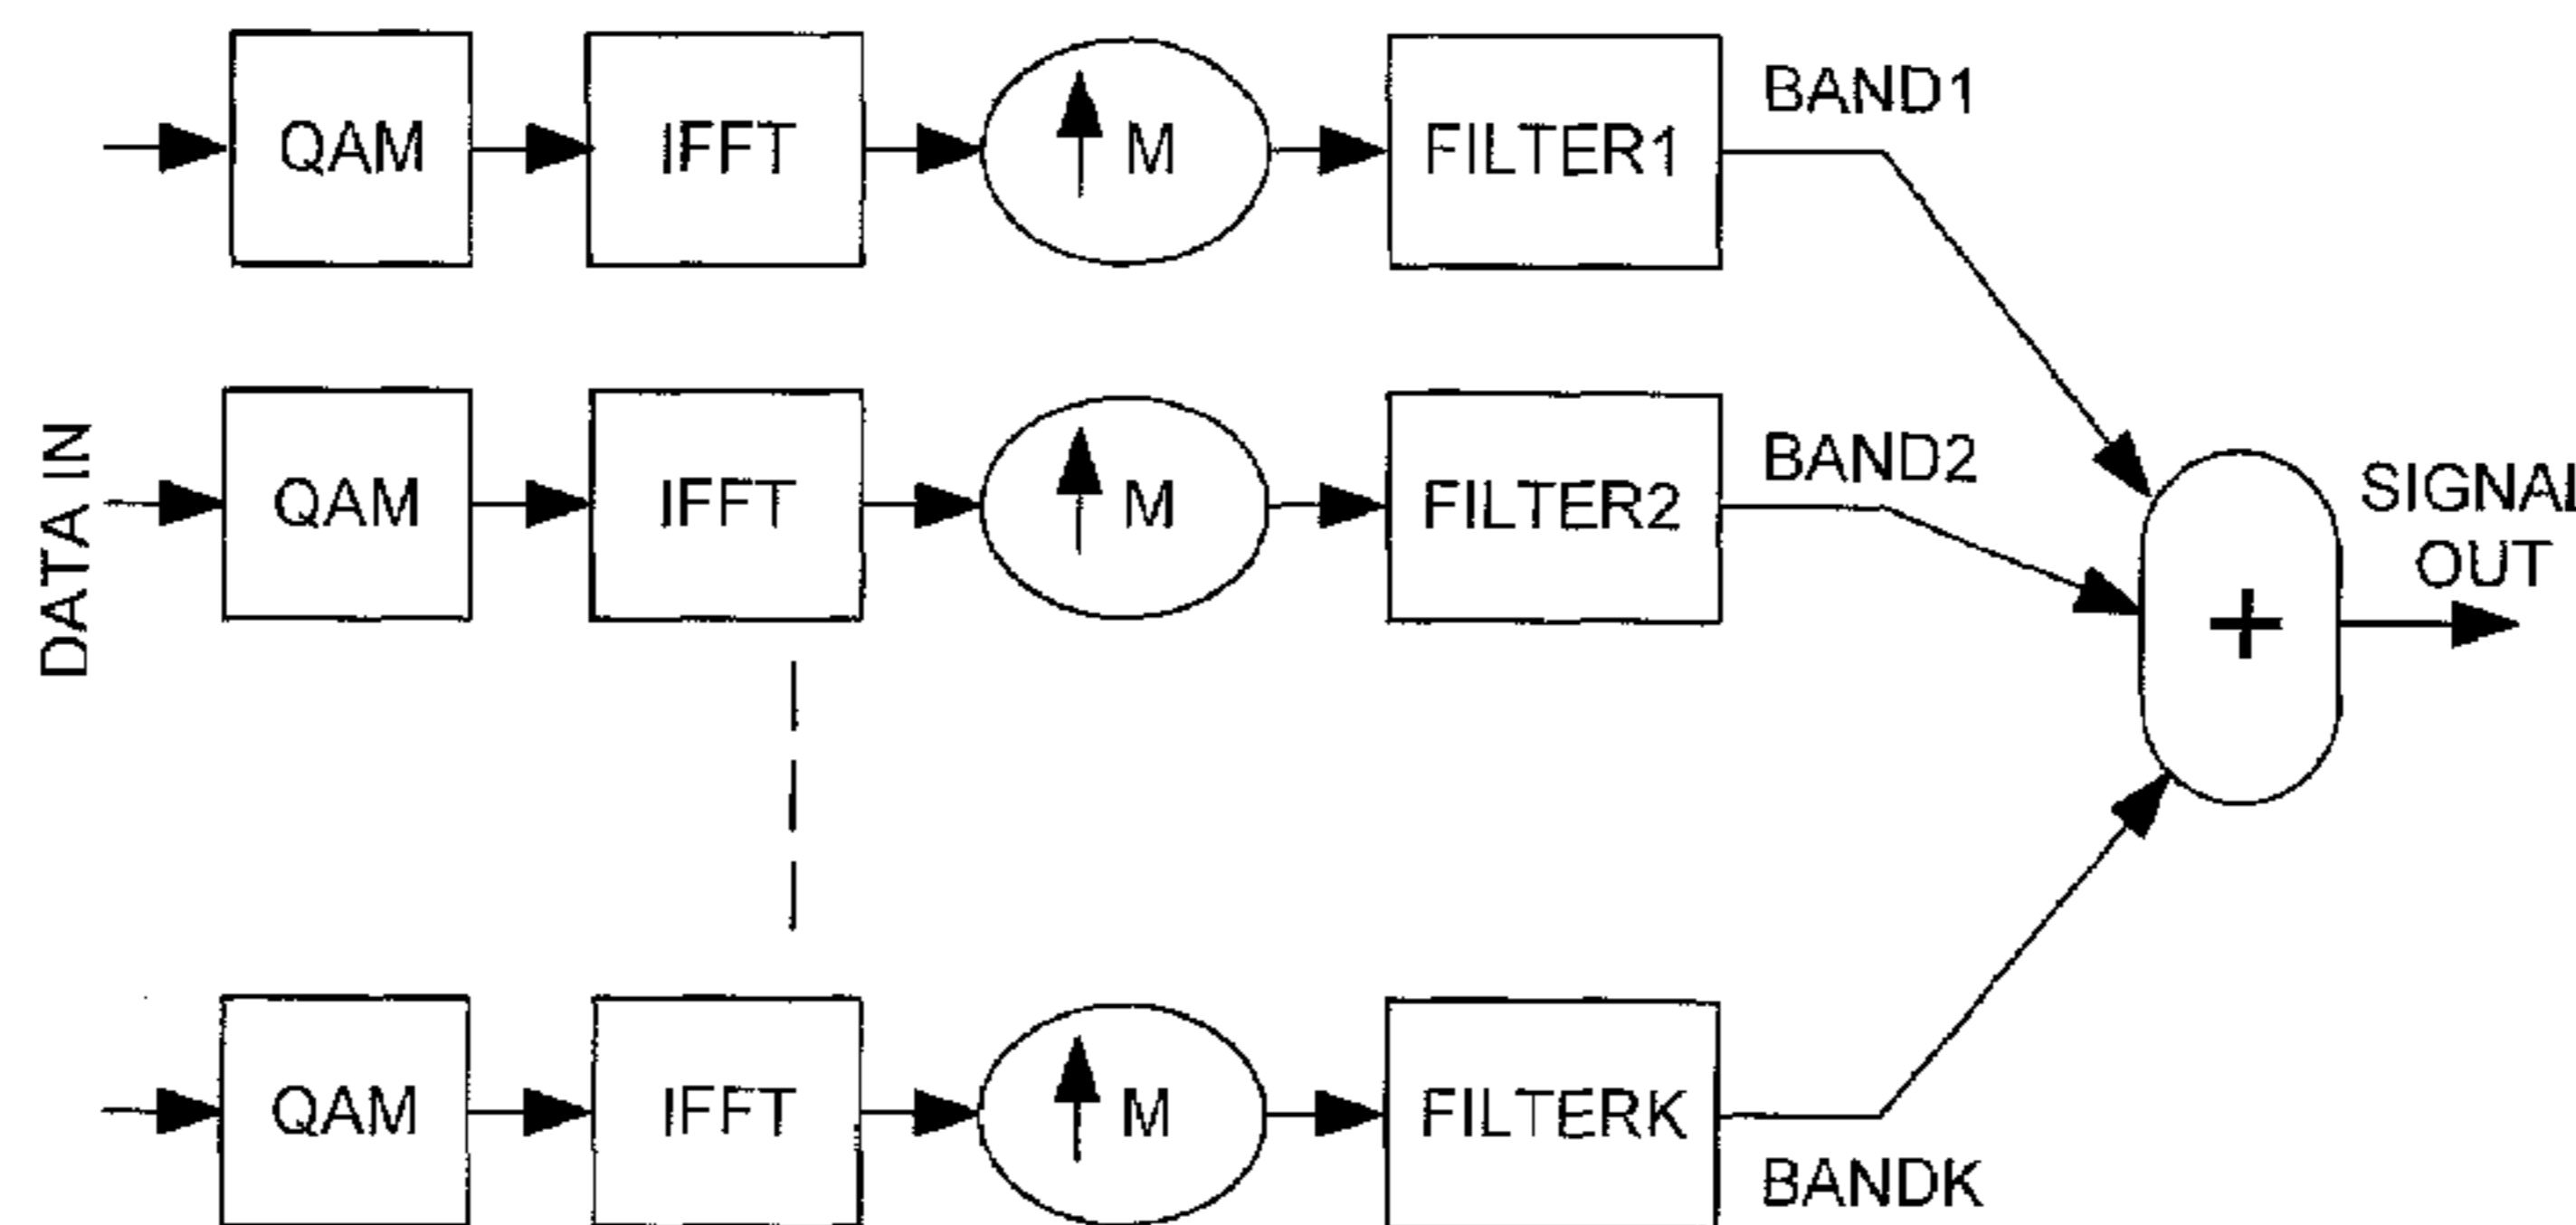 QAM
IFFT
M
FILTER1
BAND1
DATA IN
QAM
IFFT
M
FILTER2
BAND2
+
SIGNAL
OUT
QAM
IFFT
M
FILTERK
BANDK